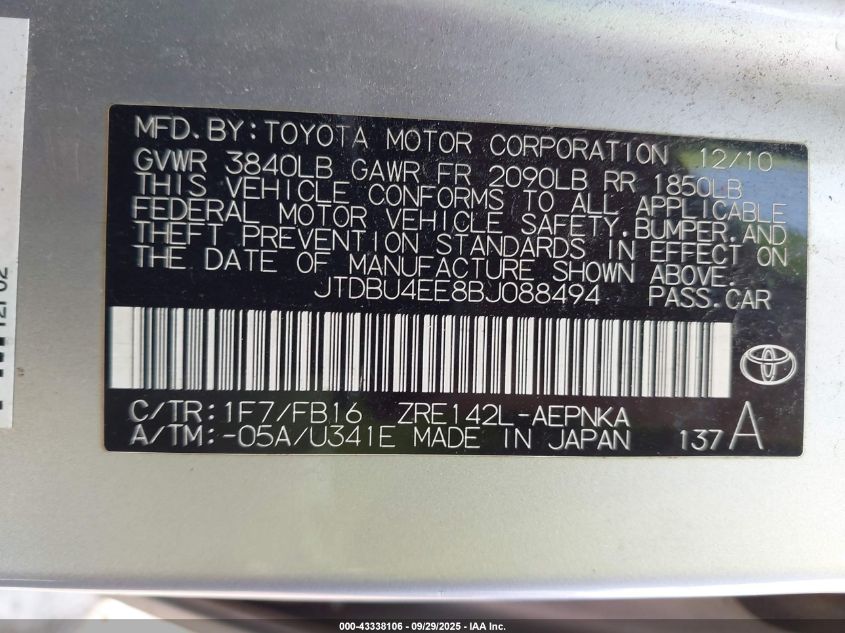 MFD.BY:TOYOTA MOTOR CORPORATION 12/10
GVWR 3840LB GAWR FR 2090LB RR 1850LB
THIS VEHICLE CONFORMS TO ALL APPLICABLE
FEDERAL MOTOR VEHICLE SAFETY,BUMPER,AND
THEFT PREVENTION STANDARDS IN EFFECT ON
THE DATE OF MANUFACTURE SHOWN ABOVE.
JTDBU4EE8BJ088494 PASS.CAR
C/TR:1F7/FB16 ZRE142L-AEPNKA
A/TM:-05A/U341E MADE IN JAPAN 137A
000-43338106 - 09/29/2025 - IAA Inc.